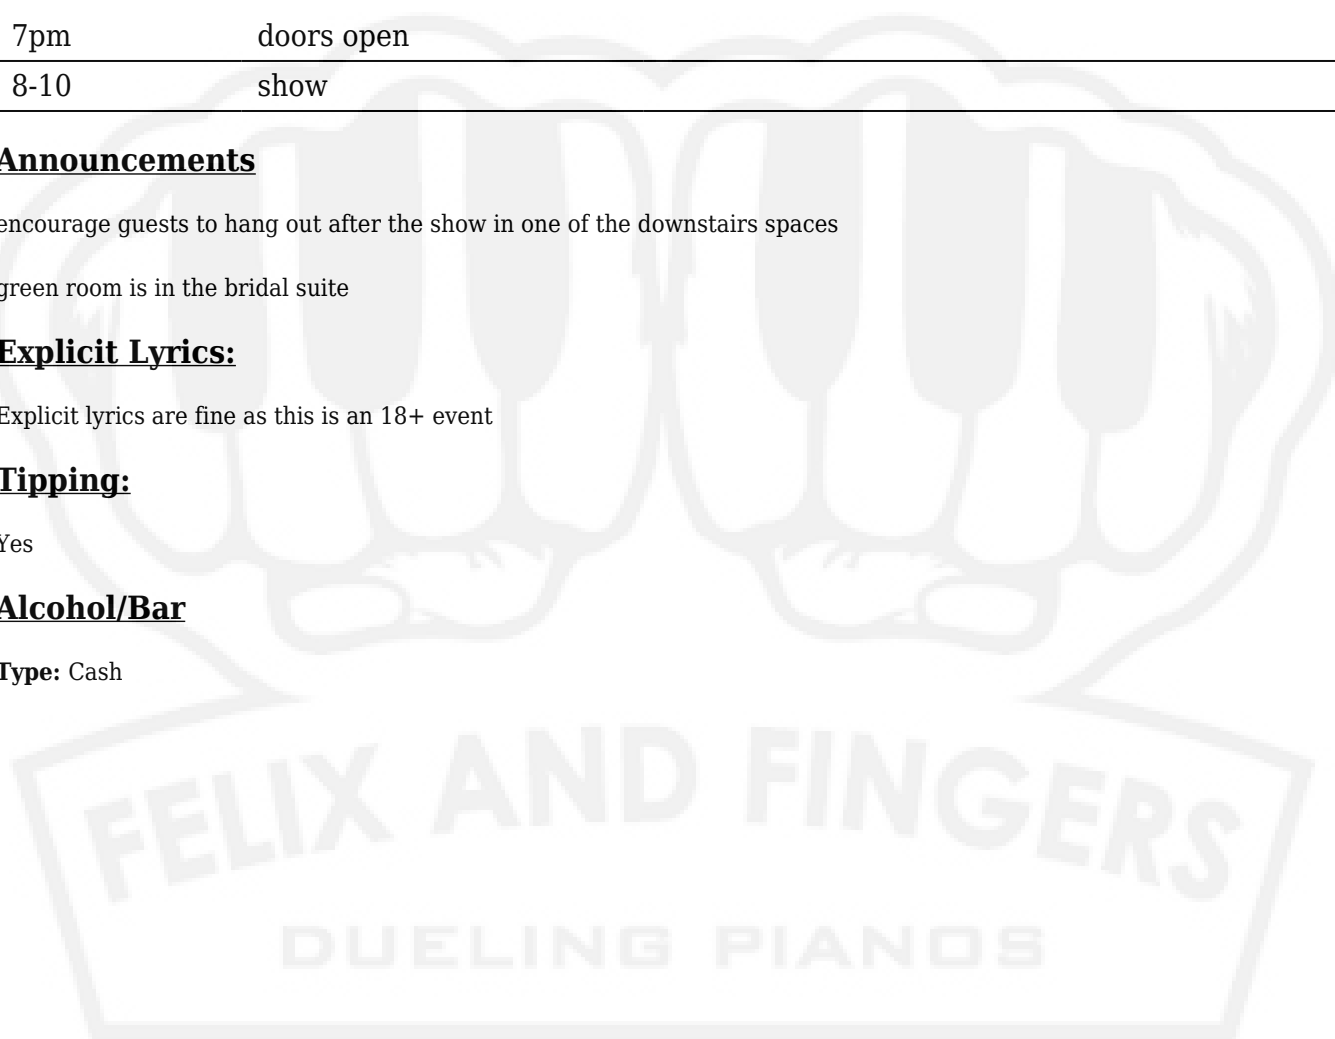 7pm doors open
8-10 show
Announcements
encourage guests to hang out after the show in one of the downstairs spaces
green room is in the bridal suite
Explicit Lyrics:
Explicit lyrics are fine as this is an 18+ event
Tipping:
Yes
Alcohol/Bar
Type: Cash
FELIX AND FINGERS
DUELING PIANOS